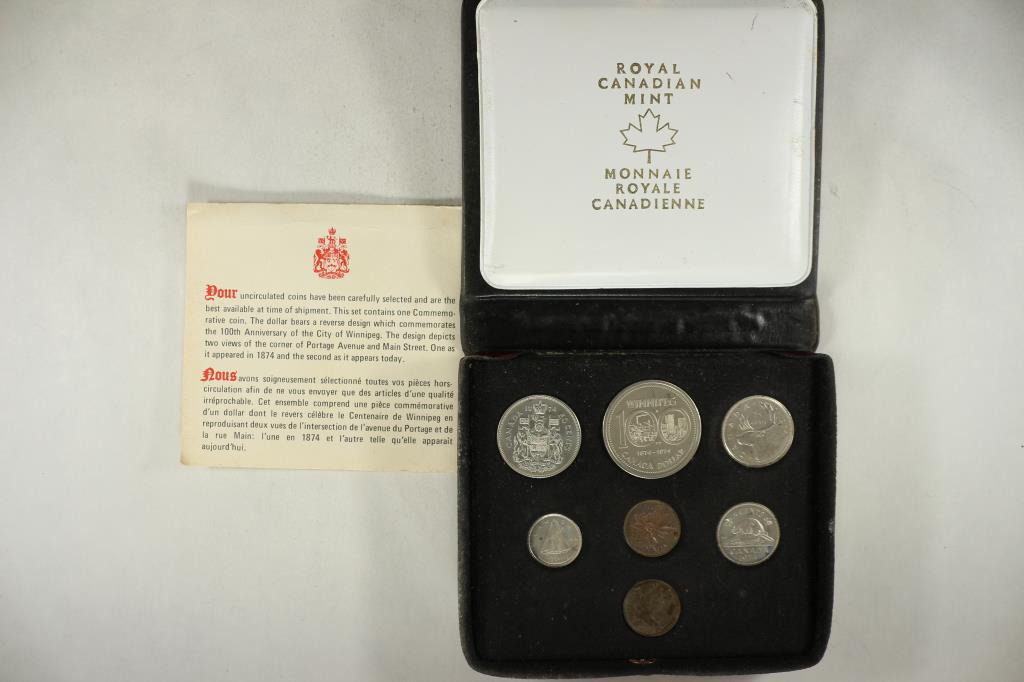 ROYAL
CANADIAN
MINT
MONNAIE
ROYALE
CANADIENNE
Your uncirculated coins have been carefully selected and are the
best available at time of shipment. This set contains one Commemo-
rative coin. The dollar bears a reverse design which commemorates
the 100th Anniversary of the City of Winnipeg. The design depicts
two views of the corner of Portage Avenue and Main Street. One as
it appeared in 1874 and the second as it appears today.
Nous avons soigneusement sélectionné toutes vos pièces hors-
circulation afin de ne vous envoyer que des articles d'une qualité
irréprochable. Cet ensemble comprend une pièce commémorative
d'un dollar dont le revers célèbre le Centenaire de Winnipeg en
reproduisant deux vues de l'intersection de l'avenue du Portage et de
la rue Main: l'une en 1874 et l'autre telle qu'elle apparaît
aujourd'hui.
1974
CANADA
50 CENTS
WINNIPEG
100
1874-1974
CANADA DOLLAR
5 CENTS
CANADA